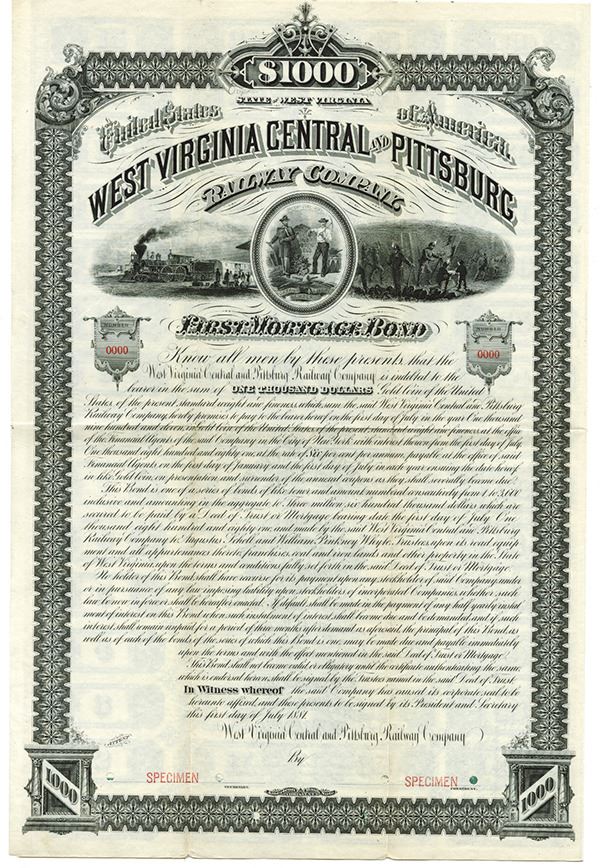 $1000
STATE OF WEST VIRGINIA
United States of America.
WEST VIRGINIA CENTRAL AND PITTSBURG
RAILWAY COMPANY.
FIRST MORTGAGE BOND
NUMBER NUMBER
0000 0000
Know all men by these presents, that the
West Virginia Central and Pittsburg Railway Company is indebted to the
bearer in the sum of ONE THOUSAND DOLLARS Gold Coin of the United
States of the present standard weight and fineness, which sum the said West Virginia Central and Pittsburg
Railway Company hereby promises to pay to the bearer hereof on the first day of July in the year One thousand
nine hundred and eleven in Gold Coin of the United States of the present standard weight and fineness at the office
of the Financial Agents of the said Company in the City of New York with interest thereon from the first day of July,
One thousand eight hundred and eighty one, at the rate of six per cent per annum, payable at the office of said
Financial Agents, on the first day of January and the first day of July in each year ensuing the date hereof,
in like Gold Coin, on presentation and surrender of the annexed coupons as they shall severally become due.
This Bond is one of a series of bonds of like tenor and amount numbered consecutively from 1 to 3,600
inclusive and amounting in the aggregate to Three million six hundred thousand dollars which are
secured to be paid by a Deed of Trust or Mortgage bearing date the first day of July One
thousand eight hundred and eighty one, and made by the said West Virginia Central and Pittsburg
Railway Company to Augustus Schell and William Pinkney Whyte, Trustees, upon its road equip-
ment and all appurtenances thereto, franchises, coal and iron lands and other property in the State
of West Virginia, upon the terms and conditions fully set forth in the said Deed of Trust or Mortgage.
No holder of this Bond shall have recourse for its payment upon any stockholder of said Company under
or in pursuance of any law imposing liability upon stockholders of incorporated Companies, whether such
law be now in force or shall be hereafter enacted. If default shall be made in the payment of any half yearly instal-
ment of interest on this Bond when such instalment of interest shall become due and be demanded and if such
interest shall remain unpaid for a period of three months after demand as aforesaid, the principal of this Bond, as
well as of each of the bonds of the series of which this Bond is one, may be made due and payable immediately
upon the terms and with the effect mentioned in the said Deed of Trust or Mortgage.
This Bond shall not become valid or obligatory until the certificate authenticating the same,
which is endorsed hereon, shall be signed by the Trustees named in the said Deed of Trust.
In Witness whereof the said Company has caused its corporate seal to be
hereunto affixed, and these presents to be signed by its President and Secretary
this first day of July 1881.
West Virginia Central and Pittsburg Railway Company
By
SPECIMEN SPECIMEN
SECRETARY. PRESIDENT.
1000 1000